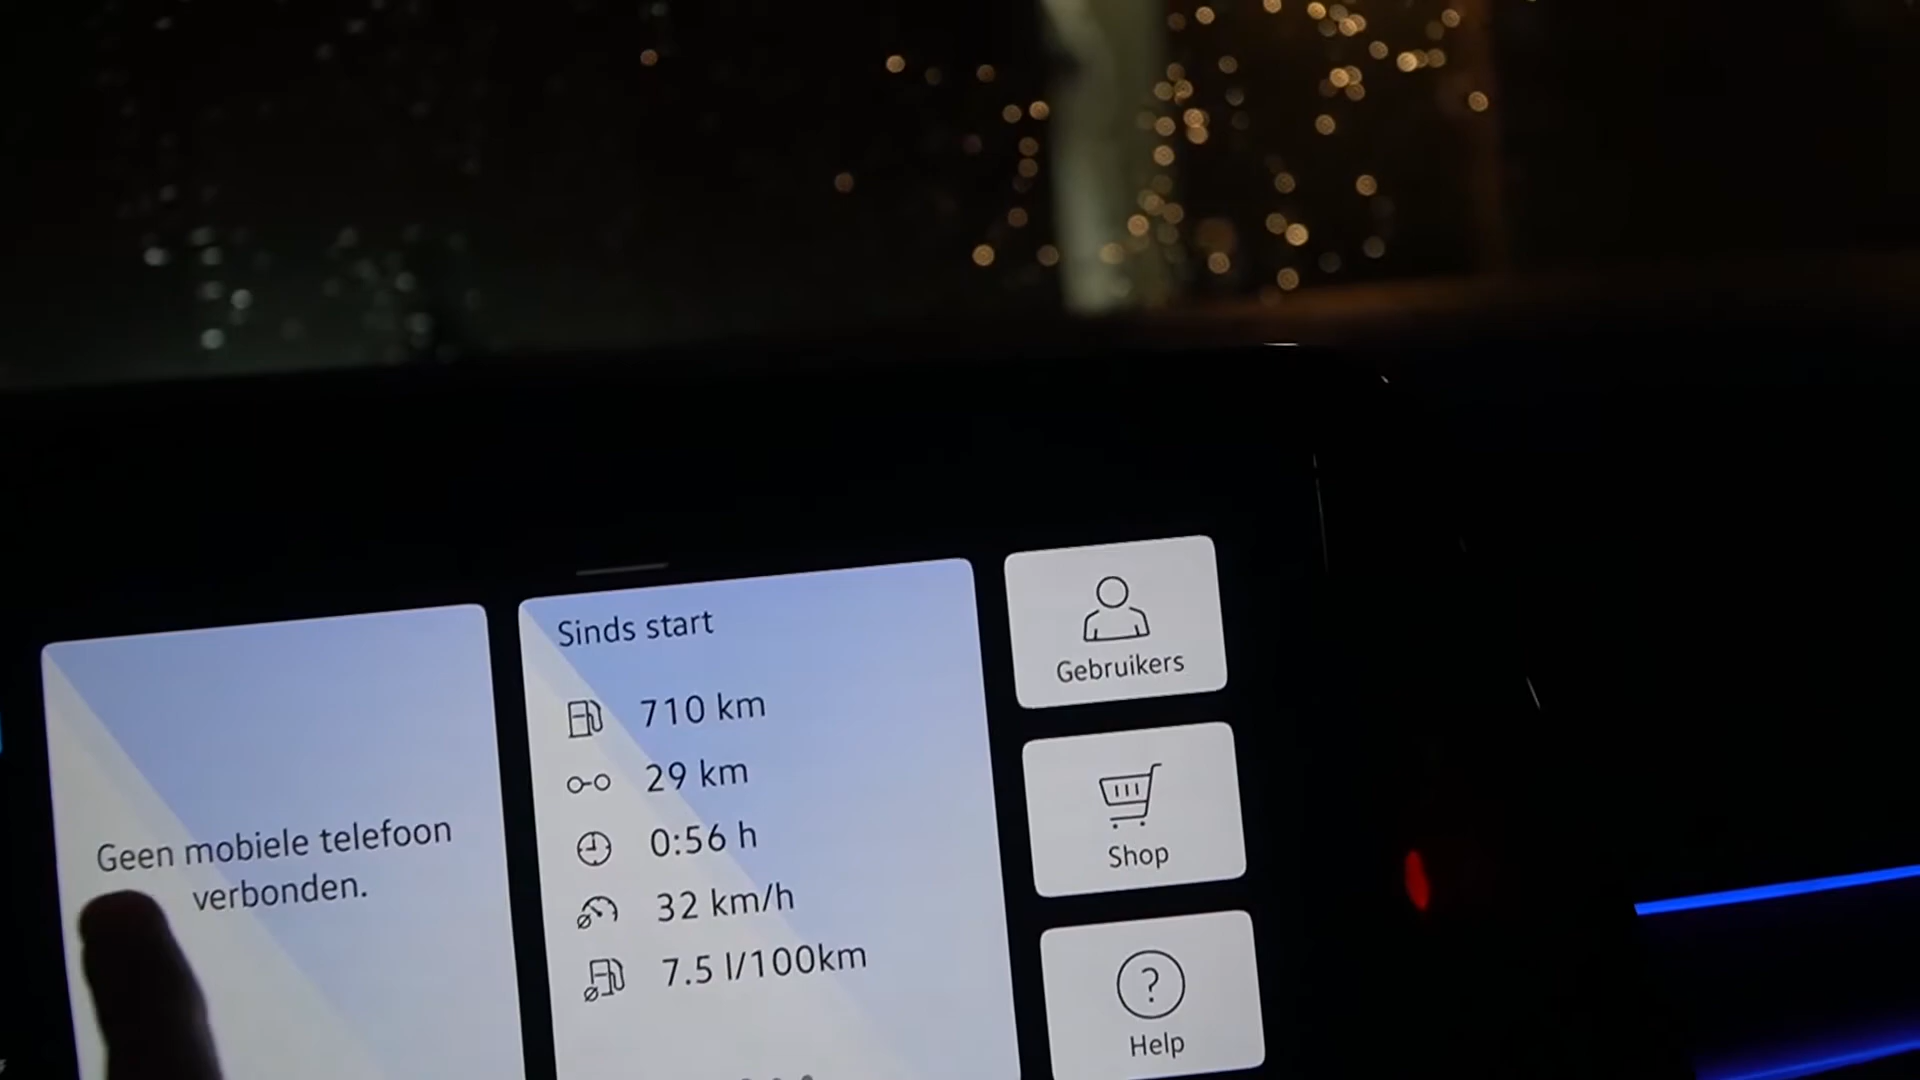 Geen mobiele telefoon
verbonden.
Sinds start
710 km
29 km
0:56 h
32 km/h
7.5 l/100km
Gebruikers
Shop
?
Help